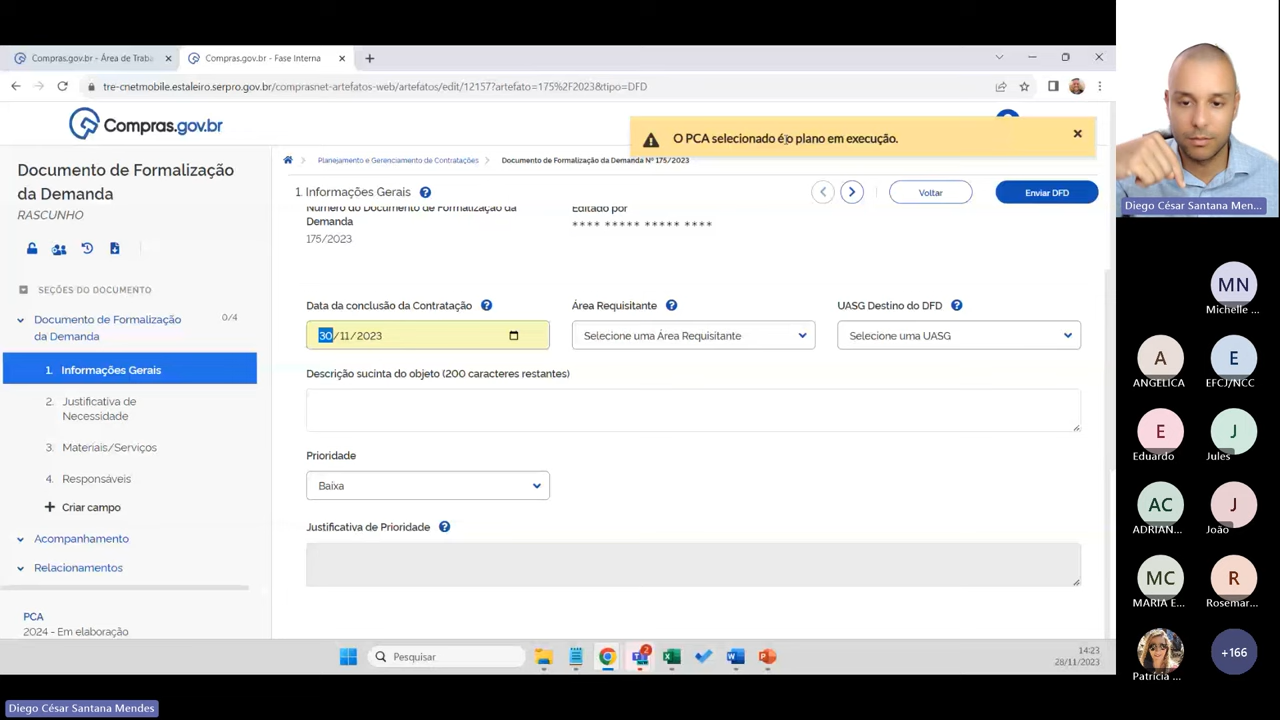 Compras.gov.br - Área de Traba
Compras.gov.br - Fase Interna
tre-cnetmobile.estaleiro.serpro.gov.br/comprasnet-artefatos-web/artefatos/edit/12157?artefato=175%2F2023&tipo=DFD
Compras.gov.br
O PCA selecionado é o plano em execução.
Planejamento e Gerenciamento de Contratações
Documento de Formalização da Demanda Nº 175/2023
Documento de Formalização
da Demanda
RASCUNHO
1. Informações Gerais
Voltar
Enviar DFD
Número do Documento de Formalização da
Demanda
175/2023
Editado por
**** ***** ***** ****
SEÇÕES DO DOCUMENTO
Documento de Formalização
da Demanda
0/4
1. Informações Gerais
2. Justificativa de
Necessidade
3. Materiais/Serviços
4. Responsáveis
+ Criar campo
Acompanhamento
Relacionamentos
PCA
2024 - Em elaboração
Data da conclusão da Contratação
30/11/2023
Área Requisitante
Selecione uma Área Requisitante
UASG Destino do DFD
Selecione uma UASG
Descrição sucinta do objeto (200 caracteres restantes)
Prioridade
Baixa
Justificativa de Prioridade
Pesquisar
2
14:23
28/11/2023
Diego César Santana Men...
MN
Michelle ...
A
ANGELICA
E
EFCJ/NCC
E
Eduardo
J
Jules
AC
ADRIAN...
J
João
MC
MARIA E...
R
Rosemar...
Patrícia ...
+166
Diego César Santana Mendes